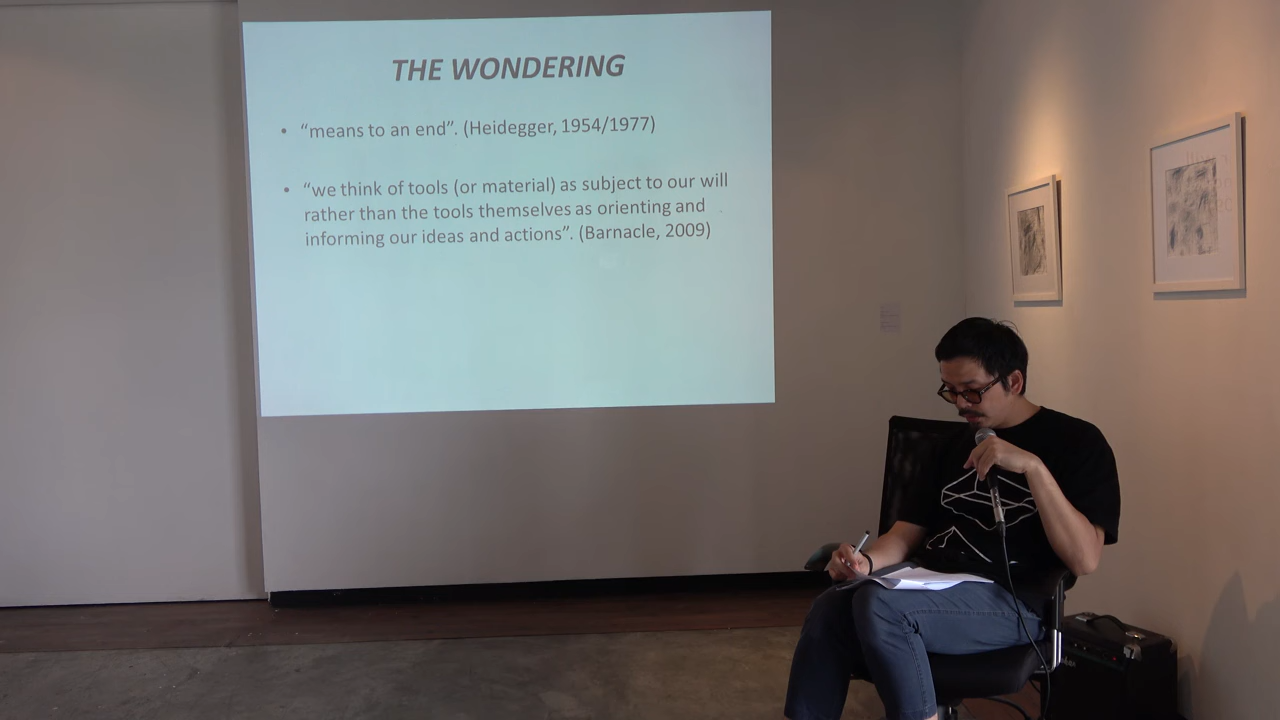 THE WONDERING
• “means to an end”. (Heidegger, 1954/1977)
• “we think of tools (or material) as subject to our will
rather than the tools themselves as orienting and
informing our ideas and actions”. (Barnacle, 2009)